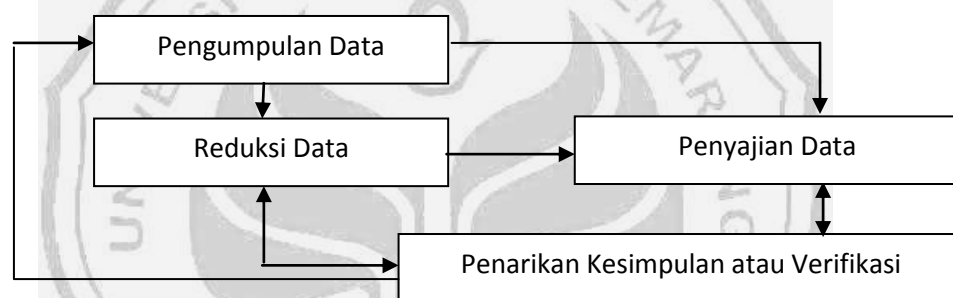 Pengumpulan Data
Reduksi Data
Penyajian Data
Penarikan Kesimpulan atau Verifikasi